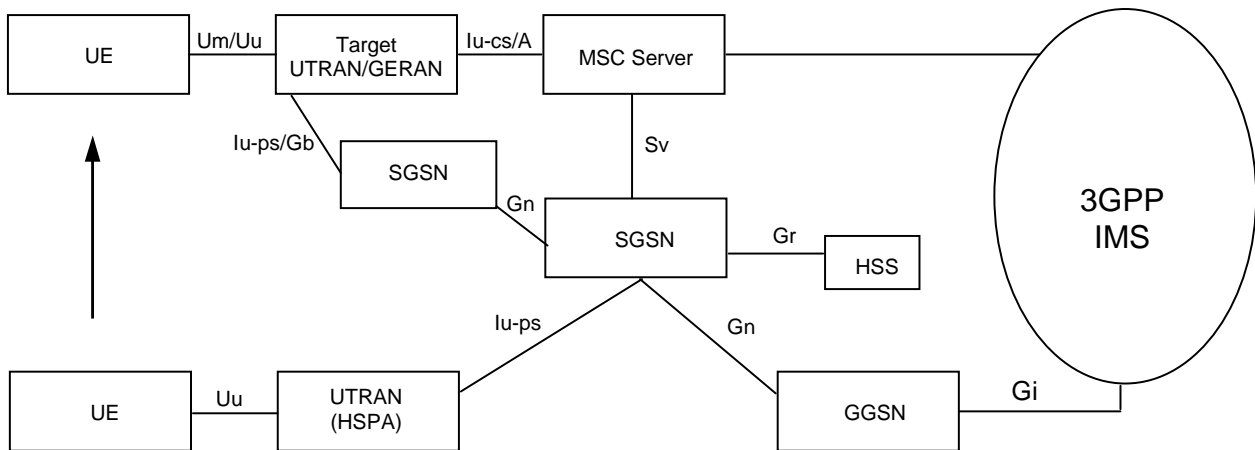 UE
Um/Uu
Target
UTRAN/GERAN
Iu-cs/A
MSC Server
Iu-ps/Gb
SGSN
Sv
Gn
SGSN
Gr
HSS
3GPP
IMS
Iu-ps
Gn
UE
Uu
UTRAN
(HSPA)
GGSN
Gi